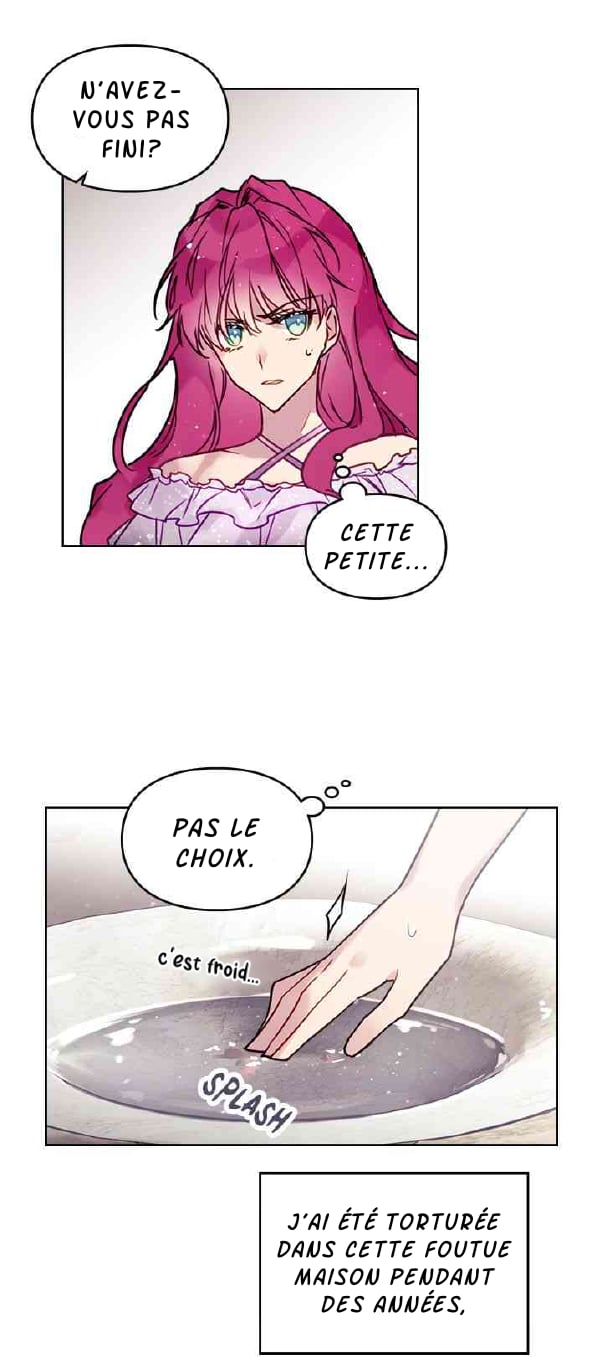 N'AVEZ-
VOUS PAS
FINI?
CETTE
PETITE...
PAS LE
CHOIX.
c'est froid...
SPLASH
J'AI ÉTÉ TORTURÉE
DANS CETTE FOUTUE
MAISON PENDANT
DES ANNÉES,